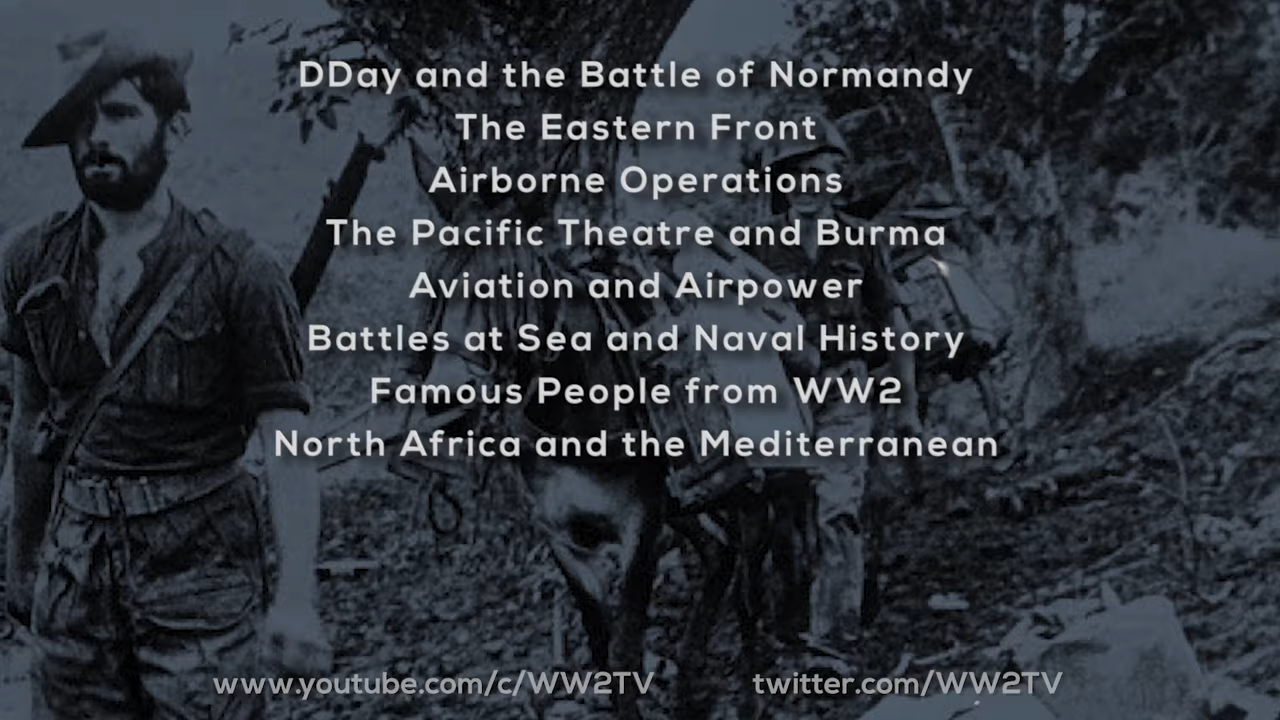 DDay and the Battle of Normandy
The Eastern Front
Airborne Operations
The Pacific Theatre and Burma
Aviation and Airpower
Battles at Sea and Naval History
Famous People from WW2
North Africa and the Mediterranean
www.youtube.com/c/WW2TV twitter.com/WW2TV